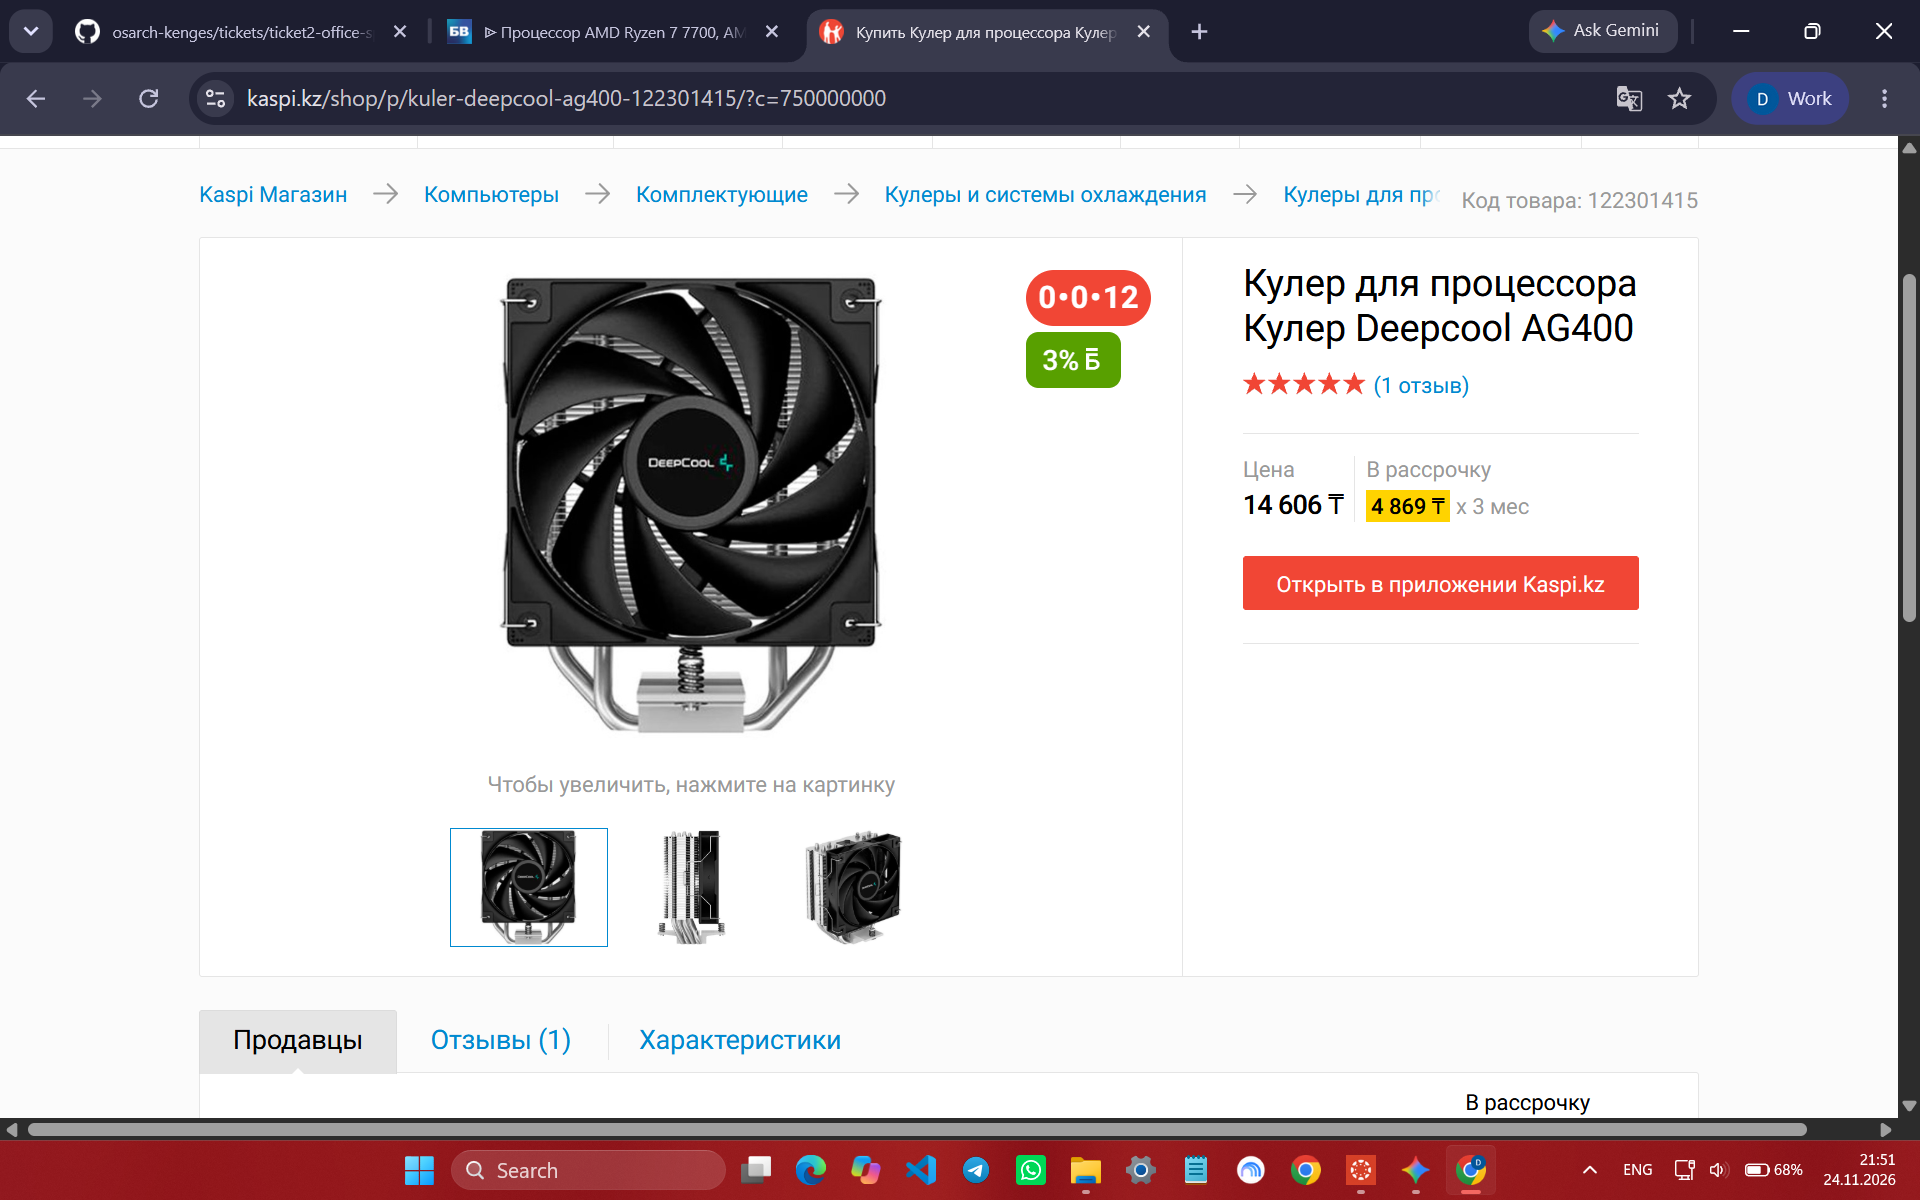 osarch-kenges/tickets/ticket2-office-s
БВ
Процессор AMD Ryzen 7 7700, AM
Купить Кулер для процессора Кулер
Ask Gemini
kaspi.kz/shop/p/kuler-deepcool-ag400-122301415/?c=750000000
D Work
Kaspi Магазин → Компьютеры → Комплектующие → Кулеры и системы охлаждения → Кулеры для про
Код товара: 122301415
0•0•12
3% Б
DEEPCOOL
Кулер для процессора
Кулер Deepcool AG400
(1 отзыв)
Цена
В рассрочку
14 606 ₸
4 869 ₸ x 3 мес
Открыть в приложении Kaspi.kz
Чтобы увеличить, нажмите на картинку
Продавцы
Отзывы (1)
Характеристики
В рассрочку
Search
ENG
68%
21:51
24.11.2026